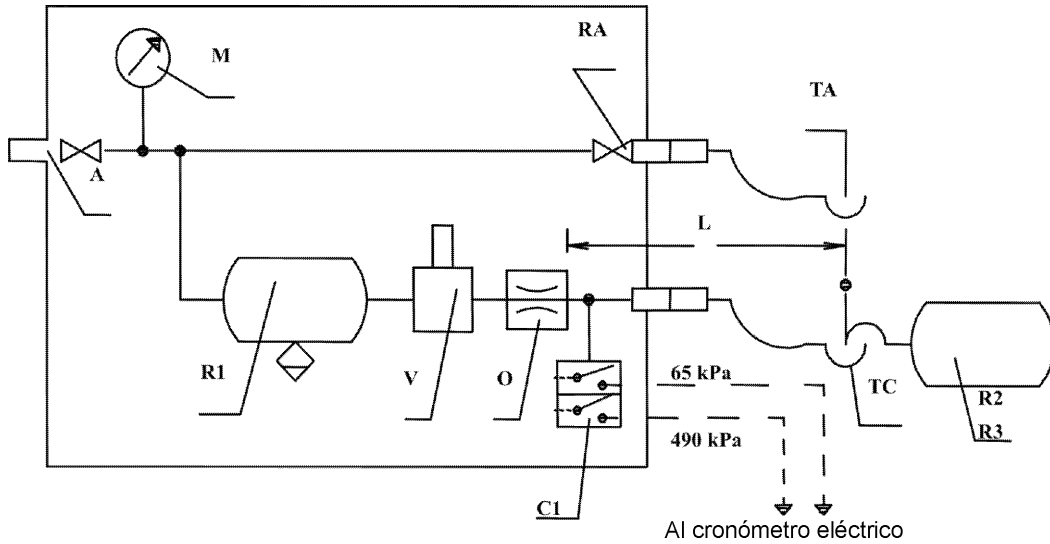 M
RA
TA
A
L
R1
V
O
65 kPa
TC
R2
490 kPa
R3
C1
Al cronómetro eléctrico